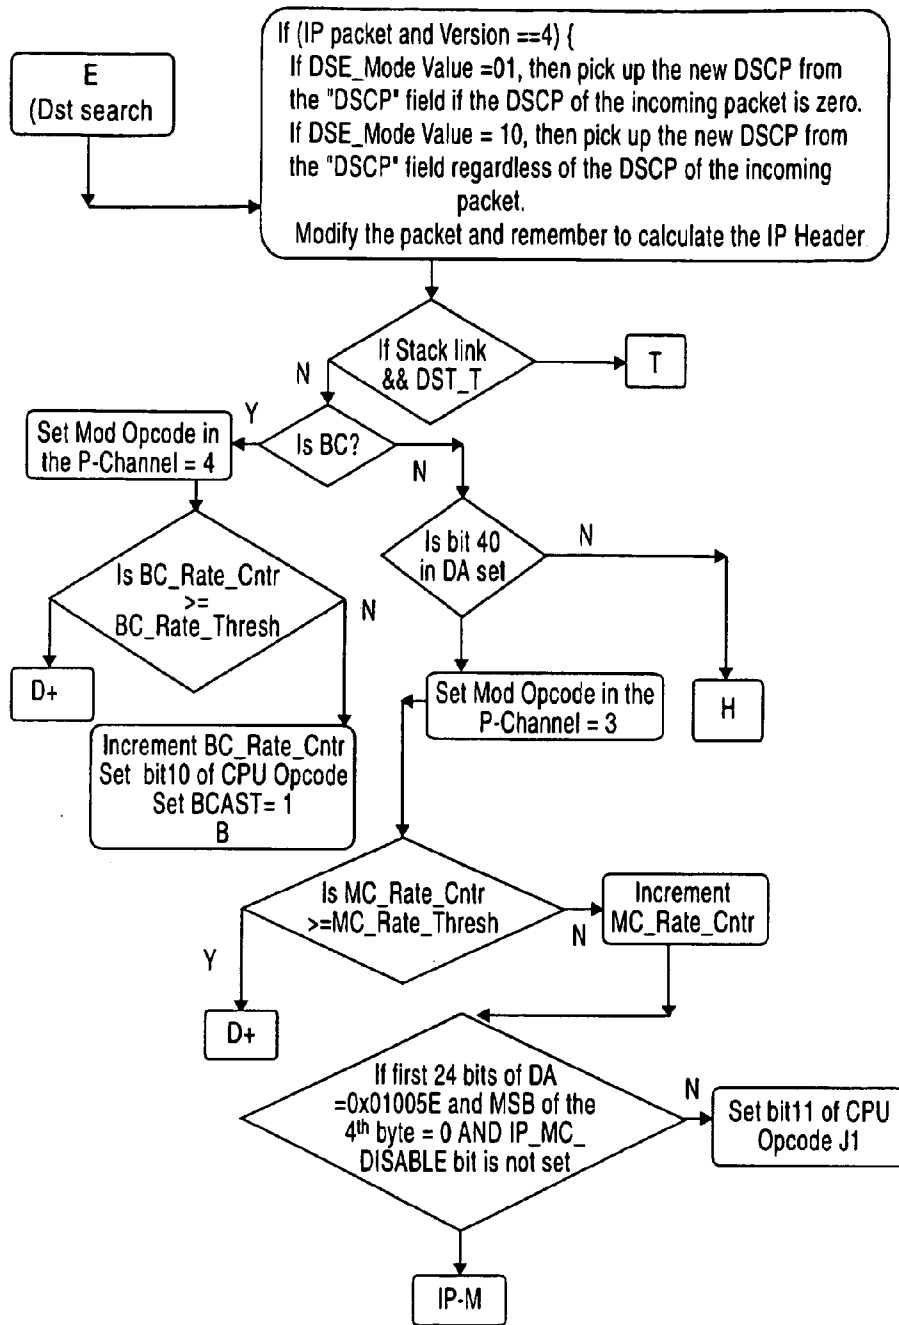 E
(Dst search
If (IP packet and Version ==4) {
If DSE_Mode Value =01, then pick up the new DSCP from
the "DSCP" field if the DSCP of the incoming packet is zero.
If DSE_Mode Value = 10, then pick up the new DSCP from
the "DSCP" field regardless of the DSCP of the incoming
packet.
Modify the packet and remember to calculate the IP Header
If Stack link
&& DST_T
T
N
Is BC?
Y
Set Mod Opcode in
the P-Channel = 4
N
Is bit 40
in DA set
N
H
Is BC_Rate_Cntr
>=
BC_Rate_Thresh
N
D+
Increment BC_Rate_Cntr
Set bit10 of CPU Opcode
Set BCAST= 1
B
Set Mod Opcode in the
P-Channel = 3
Is MC_Rate_Cntr
>=MC_Rate_Thresh
N
Increment
MC_Rate_Cntr
Y
D+
If first 24 bits of DA
=0x01005E and MSB of the
4th byte = 0 AND IP_MC_
DISABLE bit is not set
N
Set bit11 of CPU
Opcode J1
IP-M